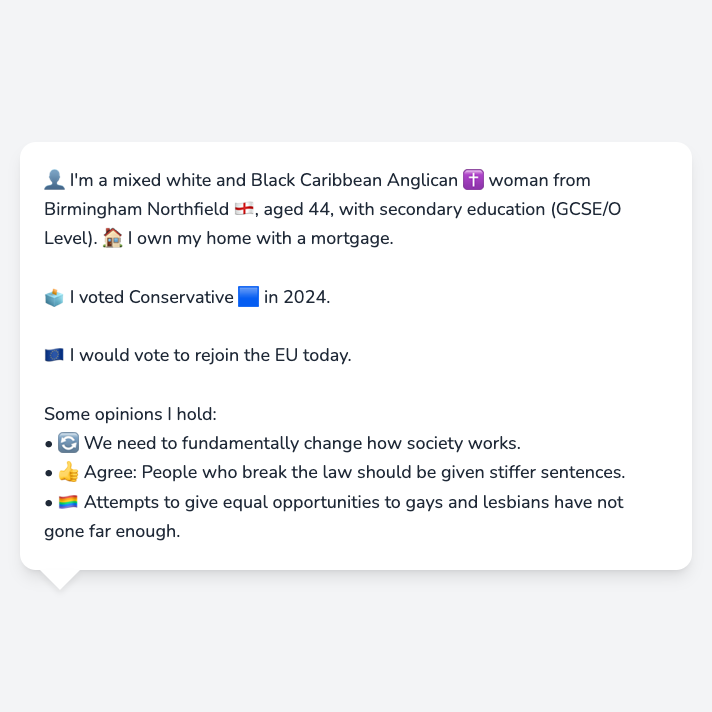 👤 I'm a mixed white and Black Caribbean Anglican ✝️ woman from
Birmingham Northfield 🏴󠁧󠁢󠁥󠁮󠁧󠁿, aged 44, with secondary education (GCSE/O
Level). 🏠 I own my home with a mortgage.
🗳️ I voted Conservative 🟦 in 2024.
🇪🇺 I would vote to rejoin the EU today.
Some opinions I hold:
• 🔄 We need to fundamentally change how society works.
• 👍 Agree: People who break the law should be given stiffer sentences.
• 🏳️‍🌈 Attempts to give equal opportunities to gays and lesbians have not
gone far enough.